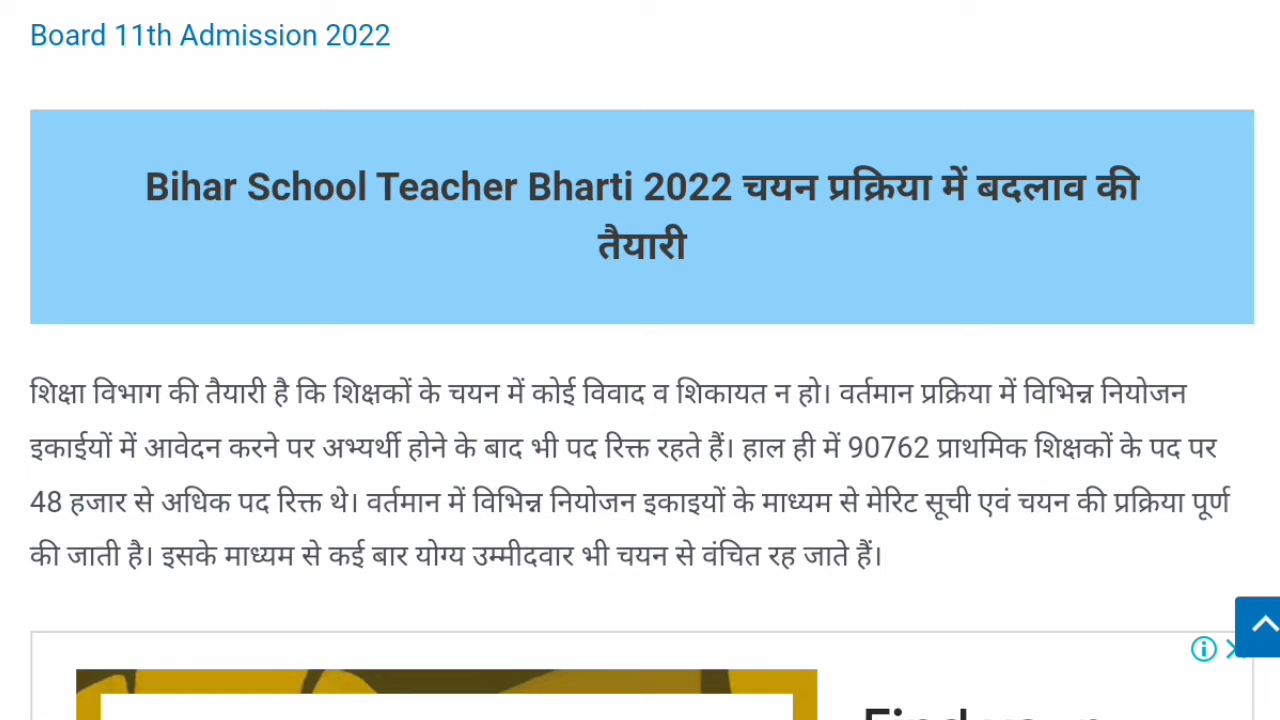 Board 11th Admission 2022
Bihar School Teacher Bharti 2022 चयन प्रक्रिया में बदलाव की
तैयारी
शिक्षा विभाग की तैयारी है कि शिक्षकों के चयन में कोई विवाद व शिकायत न हो। वर्तमान प्रक्रिया में विभिन्न नियोजन
इकाईयों में आवेदन करने पर अभ्यर्थी होने के बाद भी पद रिक्त रहते हैं। हाल ही में 90762 प्राथमिक शिक्षकों के पद पर
48 हजार से अधिक पद रिक्त थे। वर्तमान में विभिन्न नियोजन इकाइयों के माध्यम से मेरिट सूची एवं चयन की प्रक्रिया पूर्ण
की जाती है। इसके माध्यम से कई बार योग्य उम्मीदवार भी चयन से वंचित रह जाते हैं।